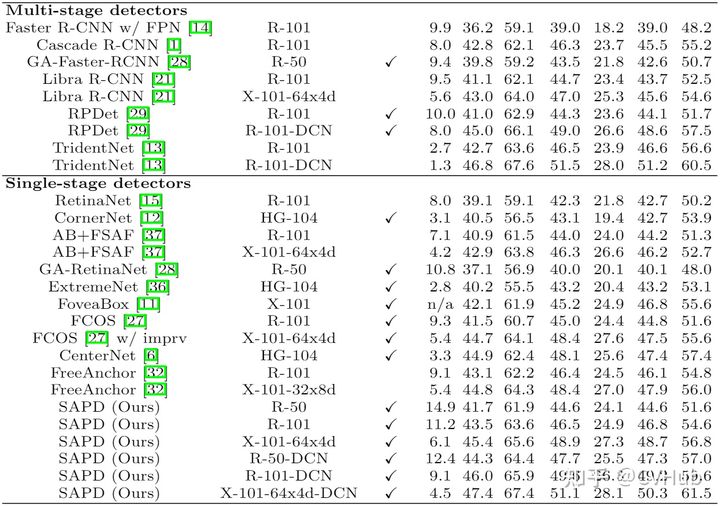 Multi-stage detectors
Faster R-CNN w/ FPN [14] R-101 9.9 36.2 59.1 39.0 18.2 39.0 48.2
Cascade R-CNN [1] R-101 8.0 42.8 62.1 46.3 23.7 45.5 55.2
GA-Faster-RCNN [28] R-50 ✓ 9.4 39.8 59.2 43.5 21.8 42.6 50.7
Libra R-CNN [21] R-101 9.5 41.1 62.1 44.7 23.4 43.7 52.5
Libra R-CNN [21] X-101-64x4d 5.6 43.0 64.0 47.0 25.3 45.6 54.6
RPDet [29] R-101 ✓ 10.0 41.0 62.9 44.3 23.6 44.1 51.7
RPDet [29] R-101-DCN ✓ 8.0 45.0 66.1 49.0 26.6 48.6 57.5
TridentNet [13] R-101 2.7 42.7 63.6 46.5 23.9 46.6 56.6
TridentNet [13] R-101-DCN 1.3 46.8 67.6 51.5 28.0 51.2 60.5
Single-stage detectors
RetinaNet [15] R-101 8.0 39.1 59.1 42.3 21.8 42.7 50.2
CornerNet [12] HG-104 ✓ 3.1 40.5 56.5 43.1 19.4 42.7 53.9
AB+FSAF [37] R-101 7.1 40.9 61.5 44.0 24.0 44.2 51.3
AB+FSAF [37] X-101-64x4d 4.2 42.9 63.8 46.3 26.6 46.2 52.7
GA-RetinaNet [28] R-50 ✓ 10.8 37.1 56.9 40.0 20.1 40.1 48.0
ExtremeNet [36] HG-104 ✓ 2.8 40.2 55.5 43.2 20.4 43.2 53.1
FoveaBox [11] X-101 ✓ n/a 42.1 61.9 45.2 24.9 46.8 55.6
FCOS [27] R-101 ✓ 9.3 41.5 60.7 45.0 24.4 44.8 51.6
FCOS [27] w/ imprv X-101-64x4d ✓ 5.4 44.7 64.1 48.4 27.6 47.5 55.6
CenterNet [6] HG-104 ✓ 3.3 44.9 62.4 48.1 25.6 47.4 57.4
FreeAnchor [32] R-101 ✓ 9.1 43.1 62.2 46.4 24.5 46.1 54.8
FreeAnchor [32] X-101-32x8d ✓ 5.4 44.8 64.3 48.4 27.0 47.9 56.0
SAPD (Ours) R-50 ✓ 14.9 41.7 61.9 44.6 24.1 44.6 51.6
SAPD (Ours) R-101 ✓ 11.2 43.5 63.6 46.5 24.9 46.8 54.6
SAPD (Ours) X-101-64x4d ✓ 6.1 45.4 65.6 48.9 27.3 48.7 56.8
SAPD (Ours) R-50-DCN ✓ 12.4 44.3 64.4 47.7 25.5 47.3 57.0
SAPD (Ours) R-101-DCN ✓ 9.1 46.0 65.9 59.6
SAPD (Ours) X-101-64x4d-DCN ✓ 4.5 47.4 67.4 51.1 28.1 50.3 61.5
知乎 @cvHub